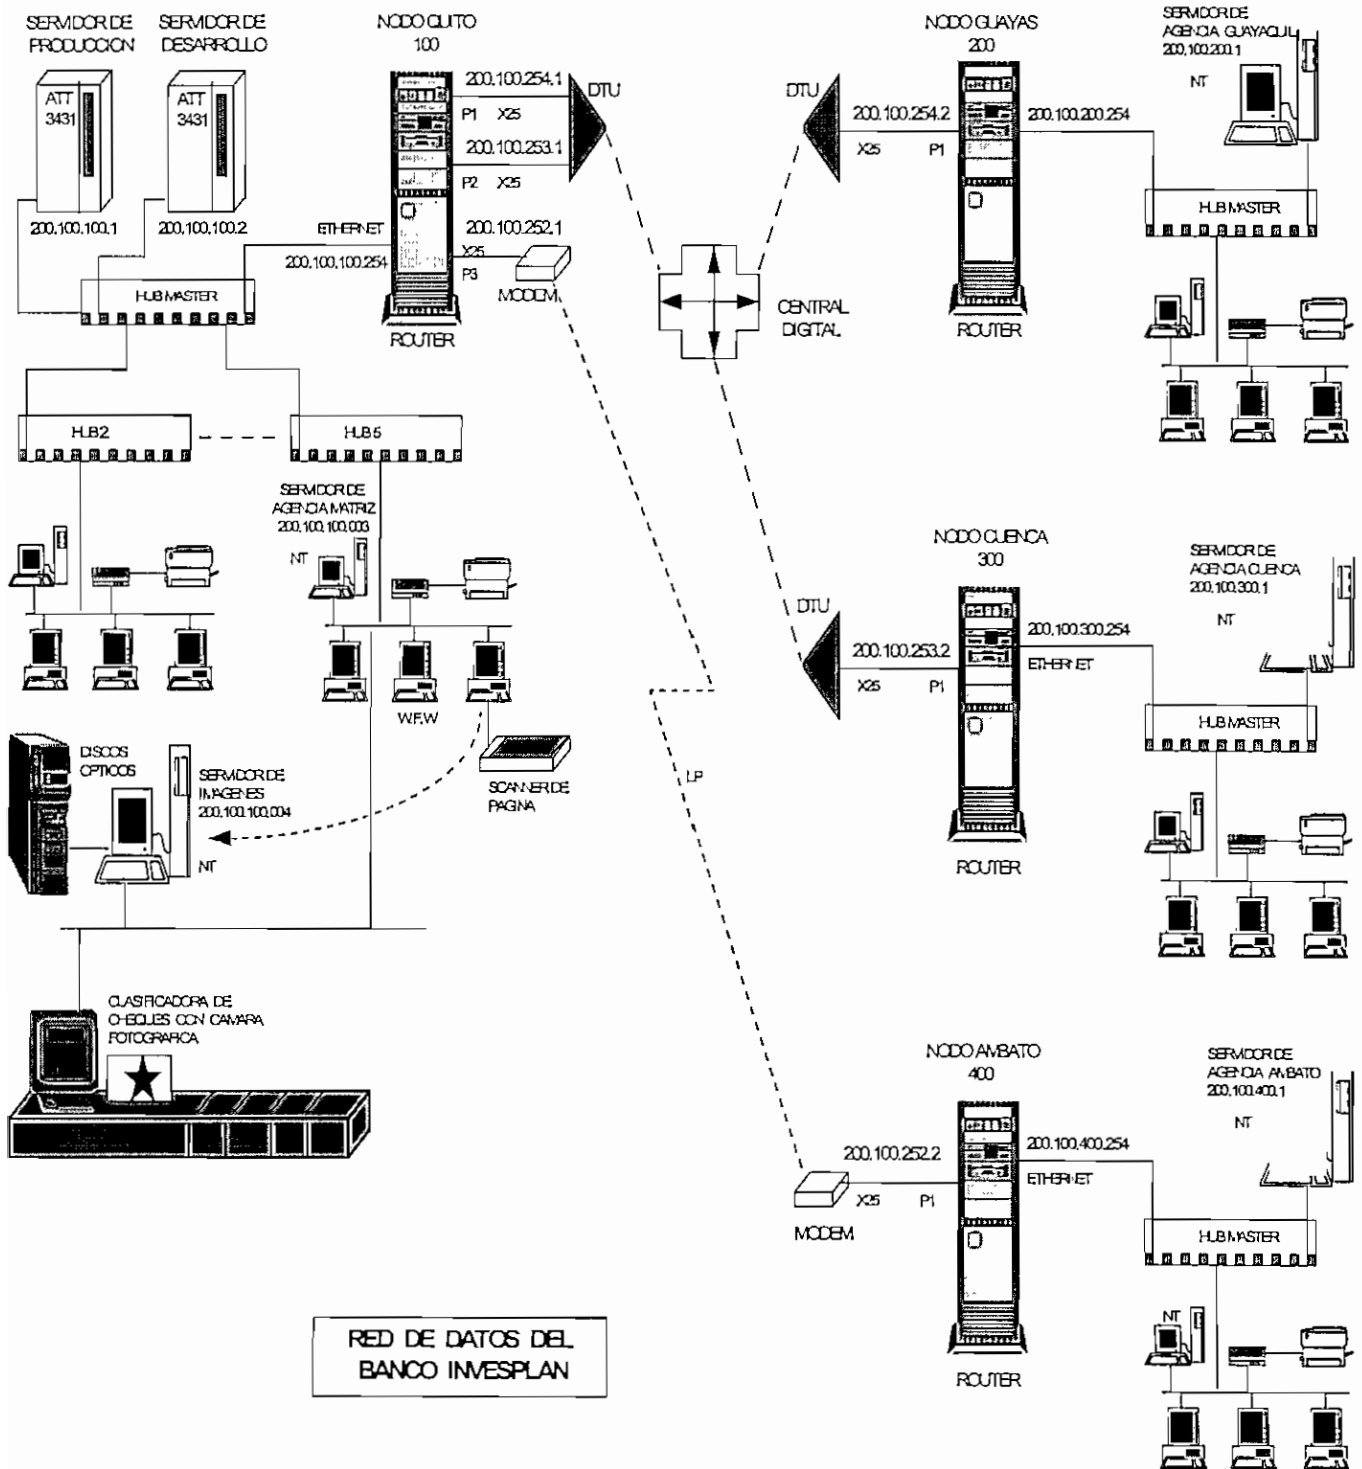 SERVIDOR DE
PRODUCCION
SERVIDOR DE
DESARROLLO
ATT
3431
ATT
3431
200,100,100,1
200,100,100,2
NODO QUITO
100
200.100.254.1
P1 X25
200.100.253.1
P2 X25
200.100.252.1
X25
P3
ETHERNET
200,100,100,254
DTU
MODEM
ROUTER
HUB MASTER
HUB 2
HUB 5
SERVIDOR DE
AGENCIA MATRIZ
200,100,100,003
NT
W.F.W
SCANNER DE
PAGINA
DISCOS
OPTICOS
SERVIDOR DE
IMAGENES
200,100,100,004
NT
CLASIFICADORA DE
CHEQUES CON CAMARA
FOTOGRAFICA
CENTRAL
DIGITAL
LP
NODO GUAYAS
200
DTU
200.100.254.2
X25 P1
200.100.200.254
ROUTER
SERVIDOR DE
AGENCIA GUAYAQUIL
200,100,200.1
NT
HUB MASTER
NODO CUENCA
300
DTU
200.100.253.2
X25 P1
200,100,300,254
ETHERNET
ROUTER
SERVIDOR DE
AGENCIA CUENCA
200,100,300.1
NT
HUB MASTER
NODO AMBATO
400
200,100,252,2
X25 P1
MODEM
200.100.400.254
ETHERNET
ROUTER
SERVIDOR DE
AGENCIA AMBATO
200,100,400,1
NT
HUB MASTER
NT
RED DE DATOS DEL
BANCO INVESPLAN